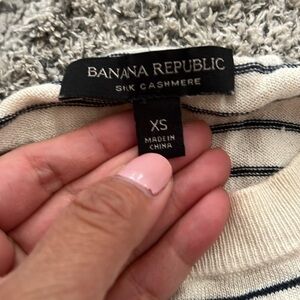 BANANA REPUBLIC
SILK CASHMERE
XS
MADE IN
CHINA